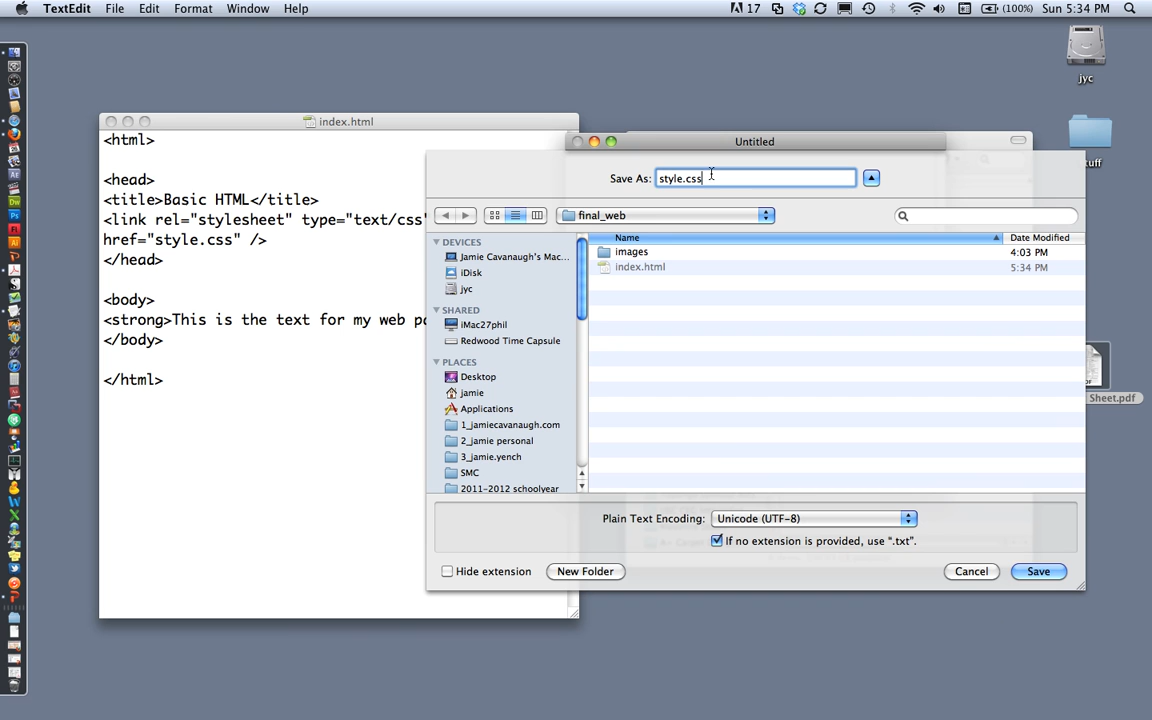 TextEdit File Edit Format Window Help
17 (100%) Sun 5:34 PM
jyc
index.html
<html>
<head>
<title>Basic HTML</title>
<link rel="stylesheet" type="text/css"
href="style.css" />
</head>
<body>
<strong>This is the text for my web
</body>
</html>
Untitled
Save As: style.css
final_web
DEVICES
Jamie Cavanaugh's Mac...
iDisk
jyc
SHARED
iMac27phil
Redwood Time Capsule
PLACES
Desktop
jamie
Applications
1_jamiecavanaugh.com
2_jamie personal
3_jamie.yench
SMC
2011-2012 schoolyear
Name Date Modified
images 4:03 PM
index.html 5:34 PM
Plain Text Encoding: Unicode (UTF-8)
If no extension is provided, use “.txt”.
Hide extension New Folder Cancel Save
Sheet.pdf